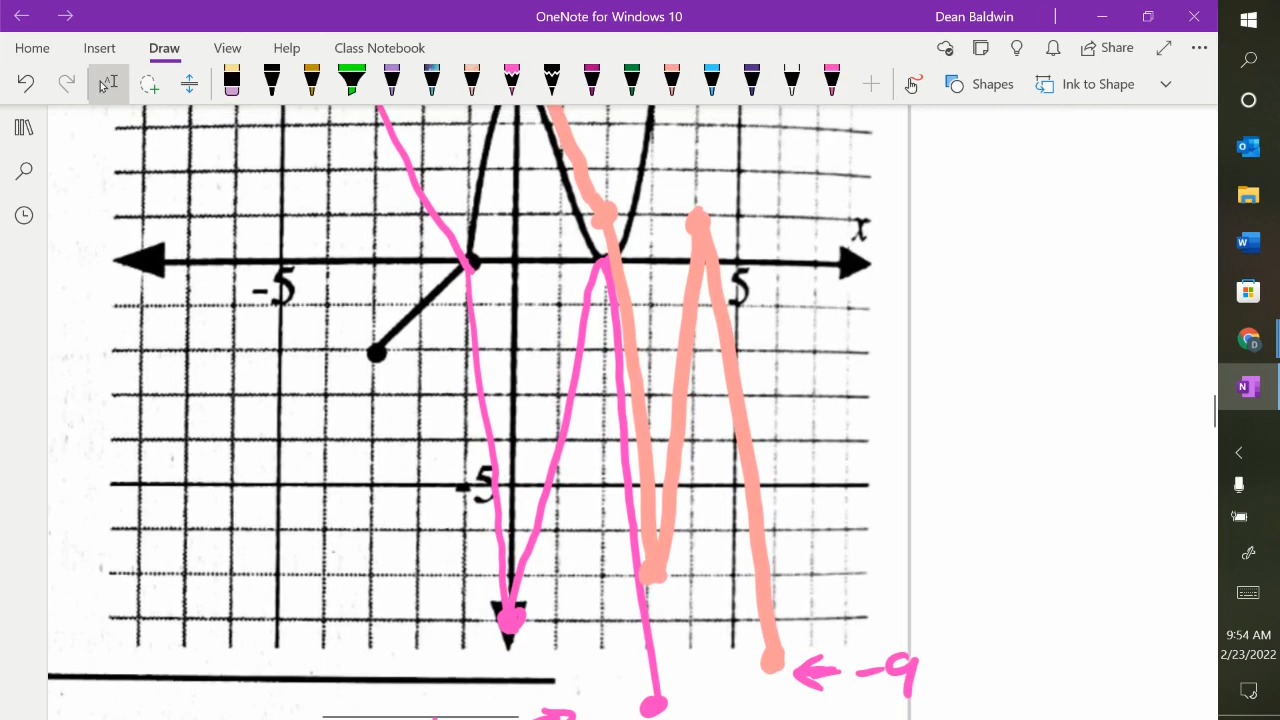 OneNote for Windows 10
Dean Baldwin
Home Insert Draw View Help Class Notebook
Share
Shapes
Ink to Shape
x
-5
5
-5
-9
9:54 AM
2/23/2022